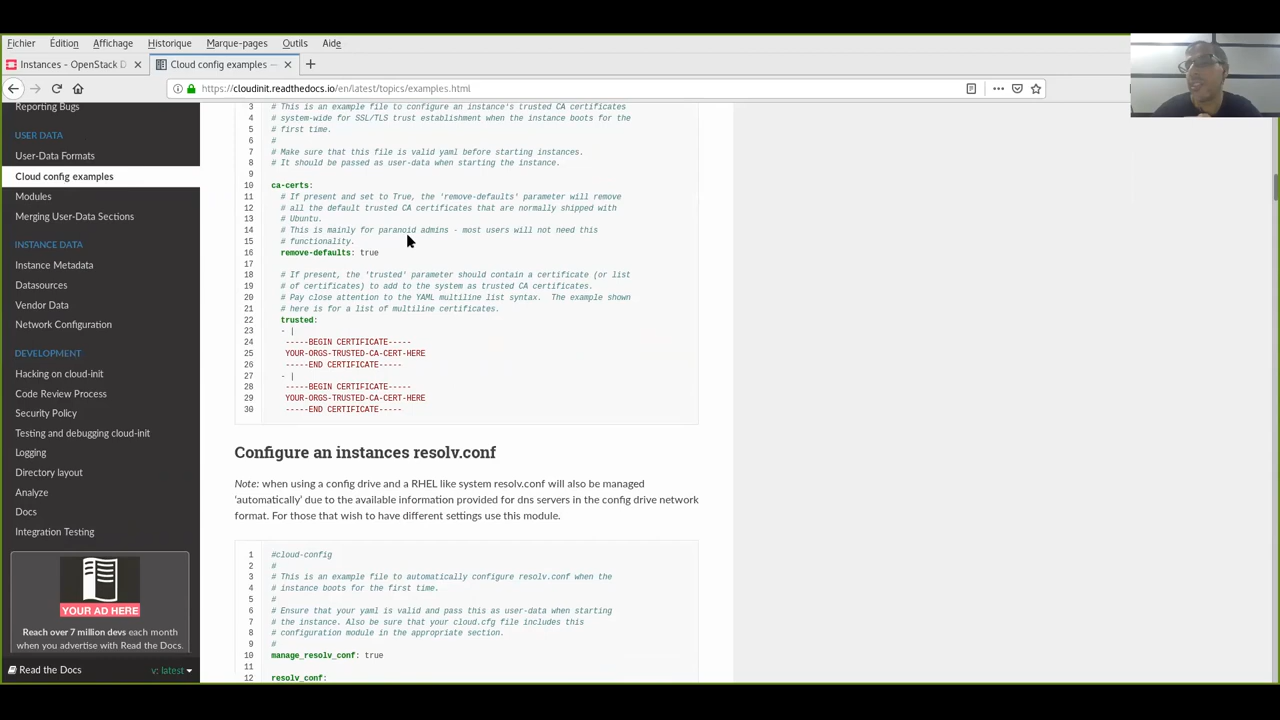 Fichier Édition Affichage Historique Marque-pages Outils Aide
Instances - OpenStack D × Cloud config examples — × +
https://cloudinit.readthedocs.io/en/latest/topics/examples.html
Reporting Bugs
USER DATA
User-Data Formats
Cloud config examples
Modules
Merging User-Data Sections
INSTANCE DATA
Instance Metadata
Datasources
Vendor Data
Network Configuration
DEVELOPMENT
Hacking on cloud-init
Code Review Process
Security Policy
Testing and debugging cloud-init
Logging
Directory layout
Analyze
Docs
Integration Testing
YOUR AD HERE
Reach over 7 million devs each month
when you advertise with Read the Docs.
Read the Docs v: latest
3 # This is an example file to configure an instance's trusted CA certificates
4 # system-wide for SSL/TLS trust establishment when the instance boots for the
5 # first time.
6 #
7 # Make sure that this file is valid yaml before starting instances.
8 # It should be passed as user-data when starting the instance.
9
10 ca-certs:
11 # If present and set to True, the 'remove-defaults' parameter will remove
12 # all the default trusted CA certificates that are normally shipped with
13 # Ubuntu.
14 # This is mainly for paranoid admins - most users will not need this
15 # functionality.
16 remove-defaults: true
17
18 # If present, the 'trusted' parameter should contain a certificate (or list
19 # of certificates) to add to the system as trusted CA certificates.
20 # Pay close attention to the YAML multiline list syntax. The example shown
21 # here is for a list of multiline certificates.
22 trusted:
23 - |
24 -----BEGIN CERTIFICATE-----
25 YOUR-ORGS-TRUSTED-CA-CERT-HERE
26 -----END CERTIFICATE-----
27 - |
28 -----BEGIN CERTIFICATE-----
29 YOUR-ORGS-TRUSTED-CA-CERT-HERE
30 -----END CERTIFICATE-----
Configure an instances resolv.conf
Note: when using a config drive and a RHEL like system resolv.conf will also be managed
‘automatically’ due to the available information provided for dns servers in the config drive network
format. For those that wish to have different settings use this module.
1 #cloud-config
2 #
3 # This is an example file to automatically configure resolv.conf when the
4 # instance boots for the first time.
5 #
6 # Ensure that your yaml is valid and pass this as user-data when starting
7 # the instance. Also be sure that your cloud.cfg file includes this
8 # configuration module in the appropriate section.
9 #
10 manage_resolv_conf: true
11
12 resolv_conf: